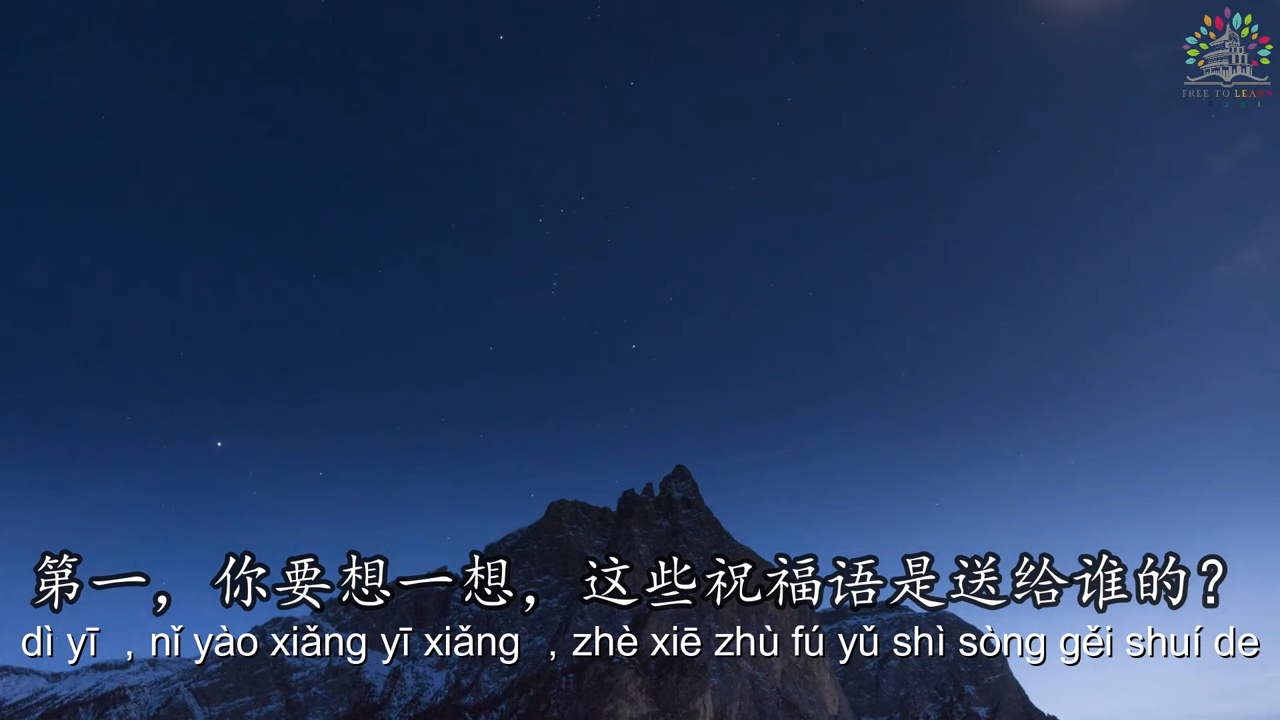 FREE TO LEARN
第一，你要想一想，这些祝福语是送给谁的？
dì yī , nǐ yào xiǎng yī xiǎng , zhè xiē zhù fú yǔ shì sòng gěi shuí de